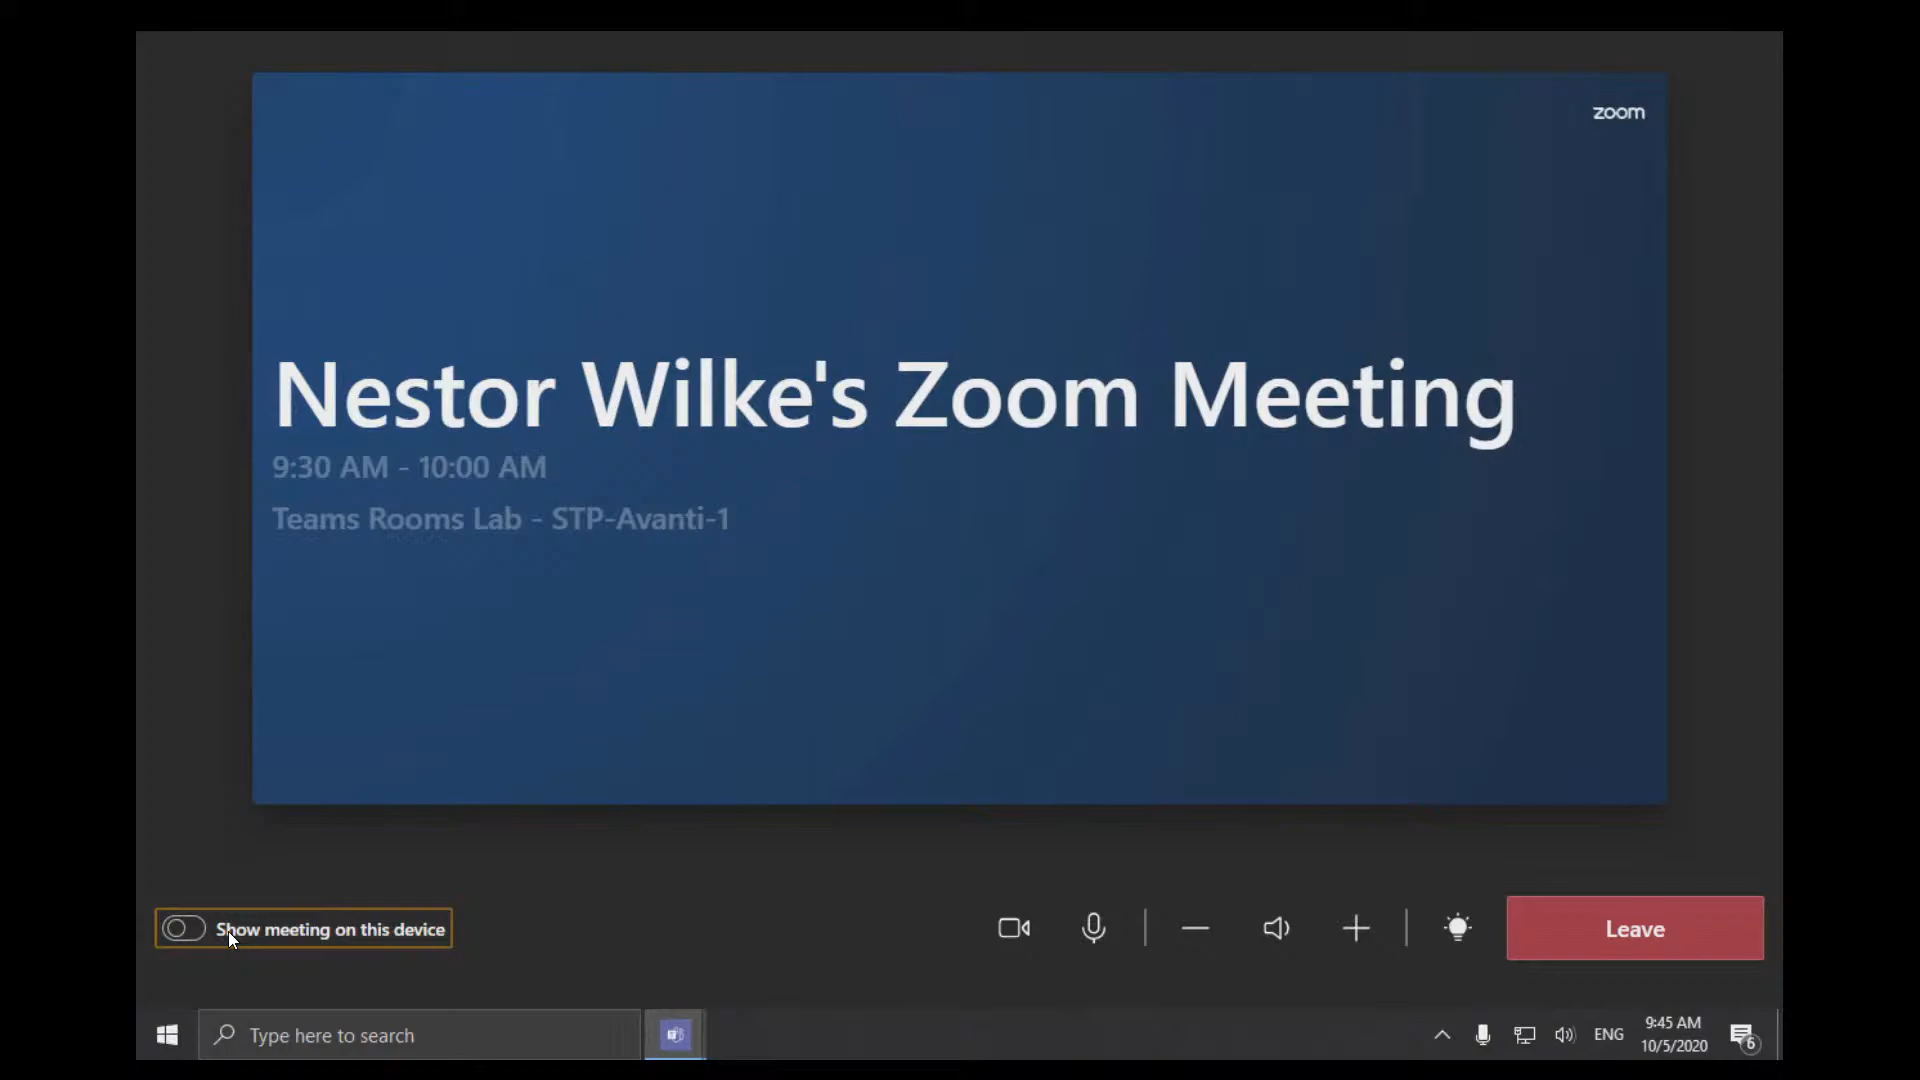 zoom
Nestor Wilke's Zoom Meeting
9:30 AM - 10:00 AM
Teams Rooms Lab - STP-Avanti-1
Show meeting on this device
Leave
Type here to search
ENG
9:45 AM
10/5/2020
6